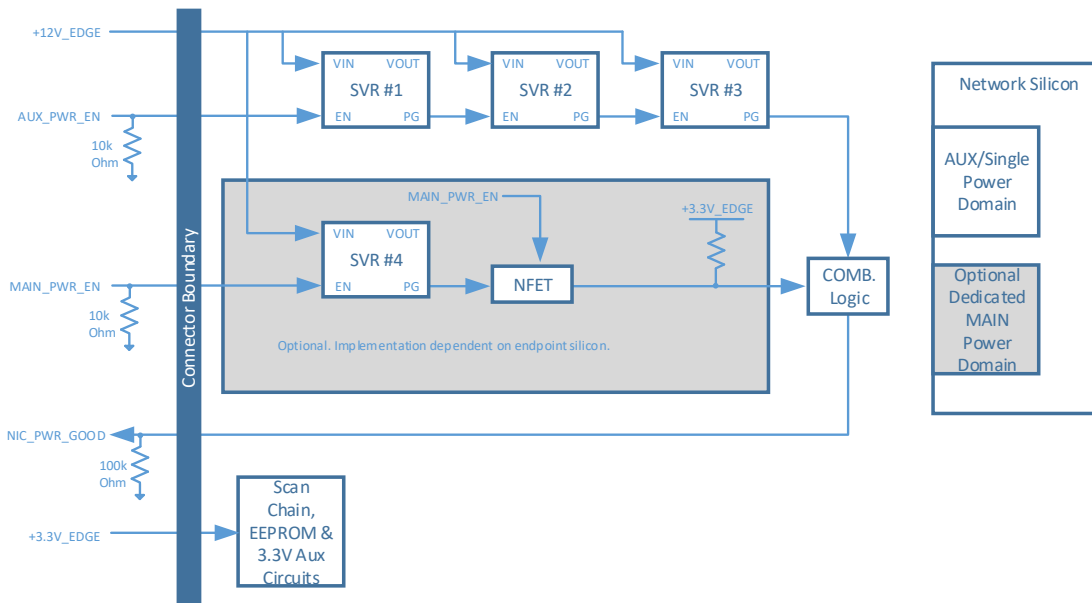 +12V_EDGE
VIN VOUT
SVR #1
EN PG
VIN VOUT
SVR #2
EN PG
VIN VOUT
SVR #3
EN PG
AUX_PWR_EN
10k
Ohm
Network Silicon
AUX/Single
Power
Domain
Optional
Dedicated
MAIN
Power
Domain
MAIN_PWR_EN
+3.3V_EDGE
VIN VOUT
SVR #4
EN PG
NFET
COMB.
Logic
MAIN_PWR_EN
10k
Ohm
Optional. Implementation dependent on endpoint silicon.
Connector Boundary
NIC_PWR_GOOD
100k
Ohm
+3.3V_EDGE
Scan
Chain,
EEPROM &
3.3V Aux
Circuits